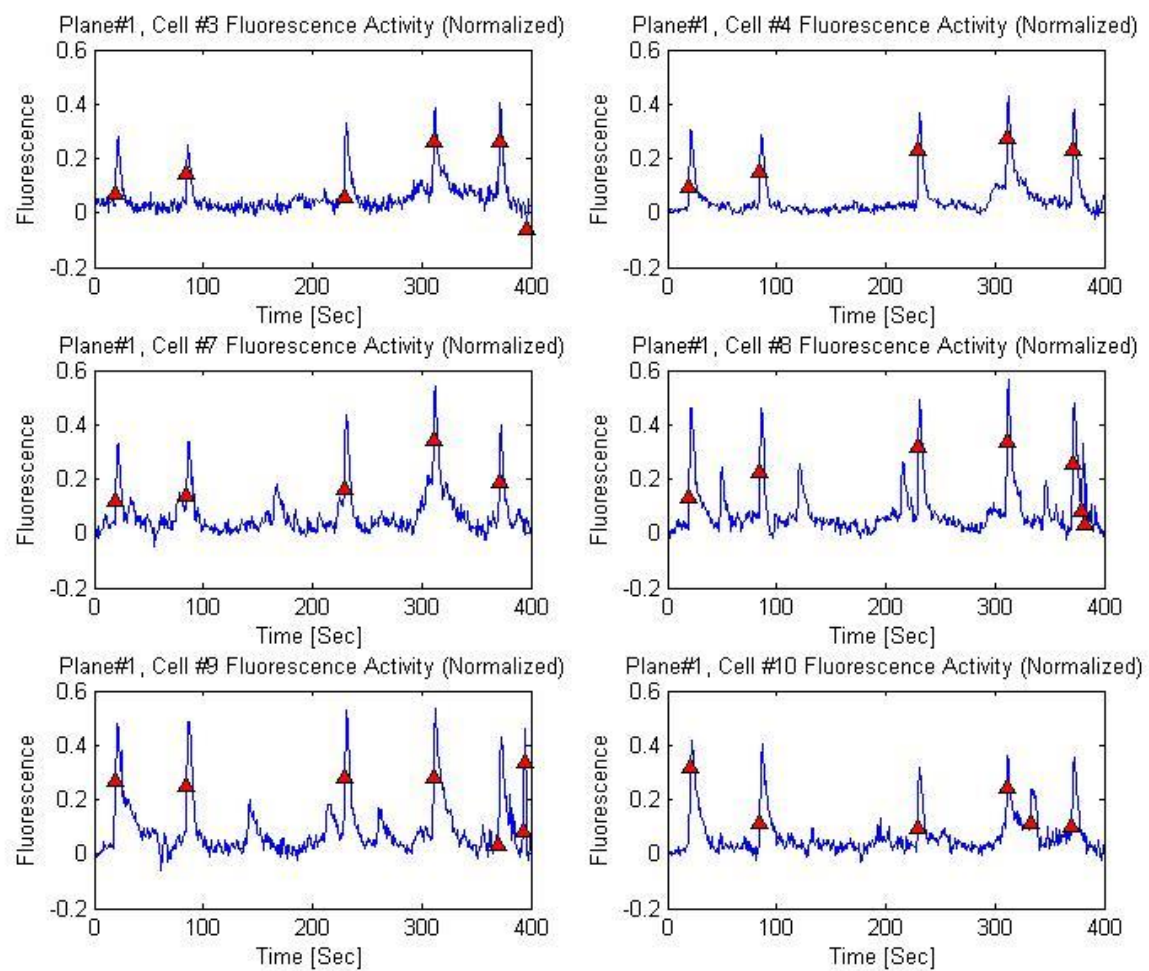 Plane#1, Cell #3 Fluorescence Activity (Normalized)
0.6
0.4
0.2
0
-0.2
Fluorescence
0 100 200 300 400
Time [Sec]
Plane#1, Cell #4 Fluorescence Activity (Normalized)
0.6
0.4
0.2
0
-0.2
Fluorescence
0 100 200 300 400
Time [Sec]
Plane#1, Cell #7 Fluorescence Activity (Normalized)
0.6
0.4
0.2
0
-0.2
Fluorescence
0 100 200 300 400
Time [Sec]
Plane#1, Cell #8 Fluorescence Activity (Normalized)
0.6
0.4
0.2
0
-0.2
Fluorescence
0 100 200 300 400
Time [Sec]
Plane#1, Cell #9 Fluorescence Activity (Normalized)
0.6
0.4
0.2
0
-0.2
Fluorescence
0 100 200 300 400
Time [Sec]
Plane#1, Cell #10 Fluorescence Activity (Normalized)
0.6
0.4
0.2
0
-0.2
Fluorescence
0 100 200 300 400
Time [Sec]